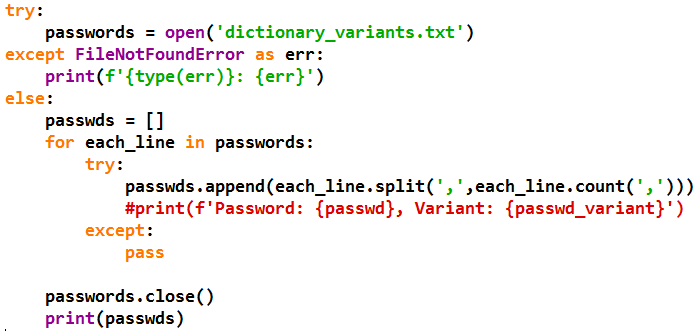 try:
    passwords = open('dictionary_variants.txt')
except FileNotFoundError as err:
    print(f'{type(err)}: {err}')
else:
    passwds = []
    for each_line in passwords:
        try:
            passwds.append(each_line.split(',',each_line.count(',')))
            #print(f'Password: {passwd}, Variant: {passwd_variant}')
        except:
            pass

    passwords.close()
    print(passwds)